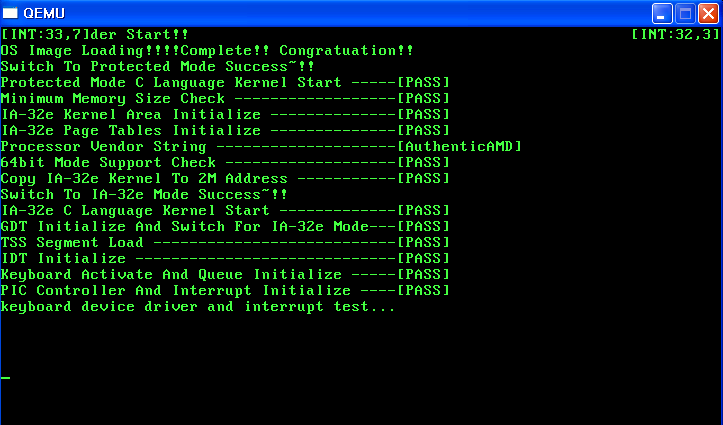 QEMU
[INT:33,7]der Start!! [INT:32,3]
OS Image Loading!!!!Complete!! Congratuation!!
Switch To Protected Mode Success~!!
Protected Mode C Language Kernel Start -----[PASS]
Minimum Memory Size Check ------------------[PASS]
IA-32e Kernel Area Initialize --------------[PASS]
IA-32e Page Tables Initialize --------------[PASS]
Processor Vendor String --------------------[AuthenticAMD]
64bit Mode Support Check -------------------[PASS]
Copy IA-32e Kernel To 2M Address -----------[PASS]
Switch To IA-32e Mode Success~!!
IA-32e C Language Kernel Start -------------[PASS]
GDT Initialize And Switch For IA-32e Mode---[PASS]
TSS Segment Load ---------------------------[PASS]
IDT Initialize -----------------------------[PASS]
Keyboard Activate And Queue Initialize -----[PASS]
PIC Controller And Interrupt Initialize ----[PASS]
keyboard device driver and interrupt test...